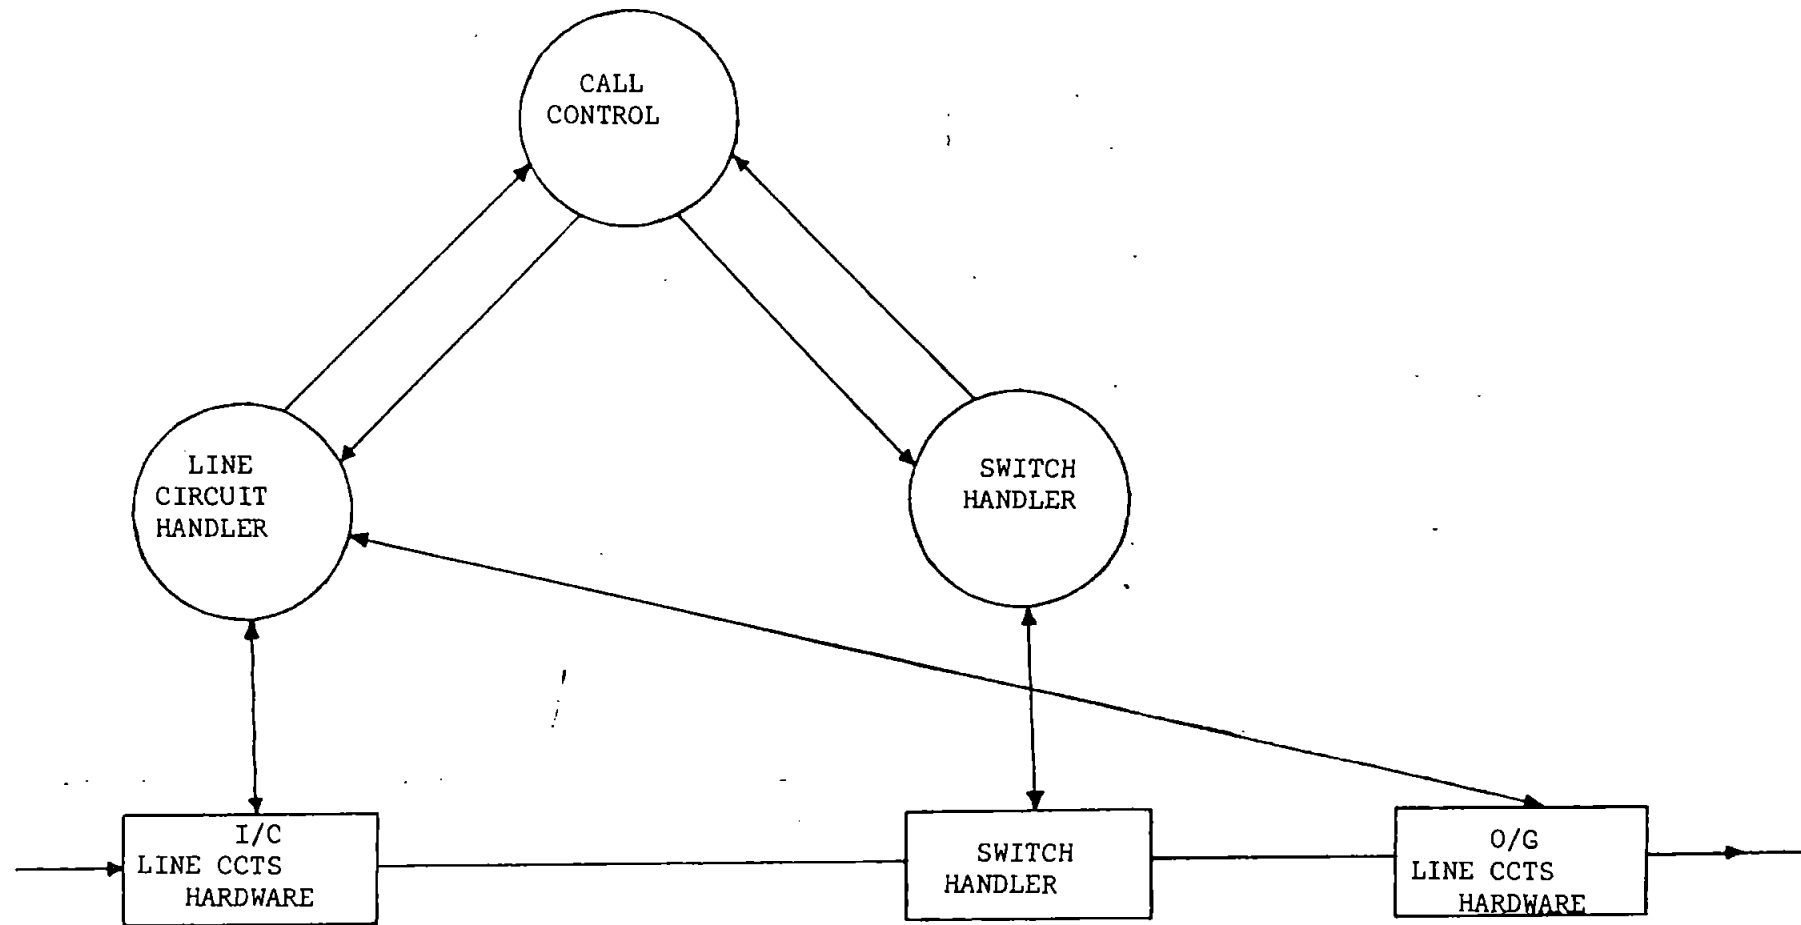 CALL
CONTROL
LINE
CIRCUIT
HANDLER
SWITCH
HANDLER
I/C
LINE CCTS
HARDWARE
SWITCH
HANDLER
O/G
LINE CCTS
HARDWARE